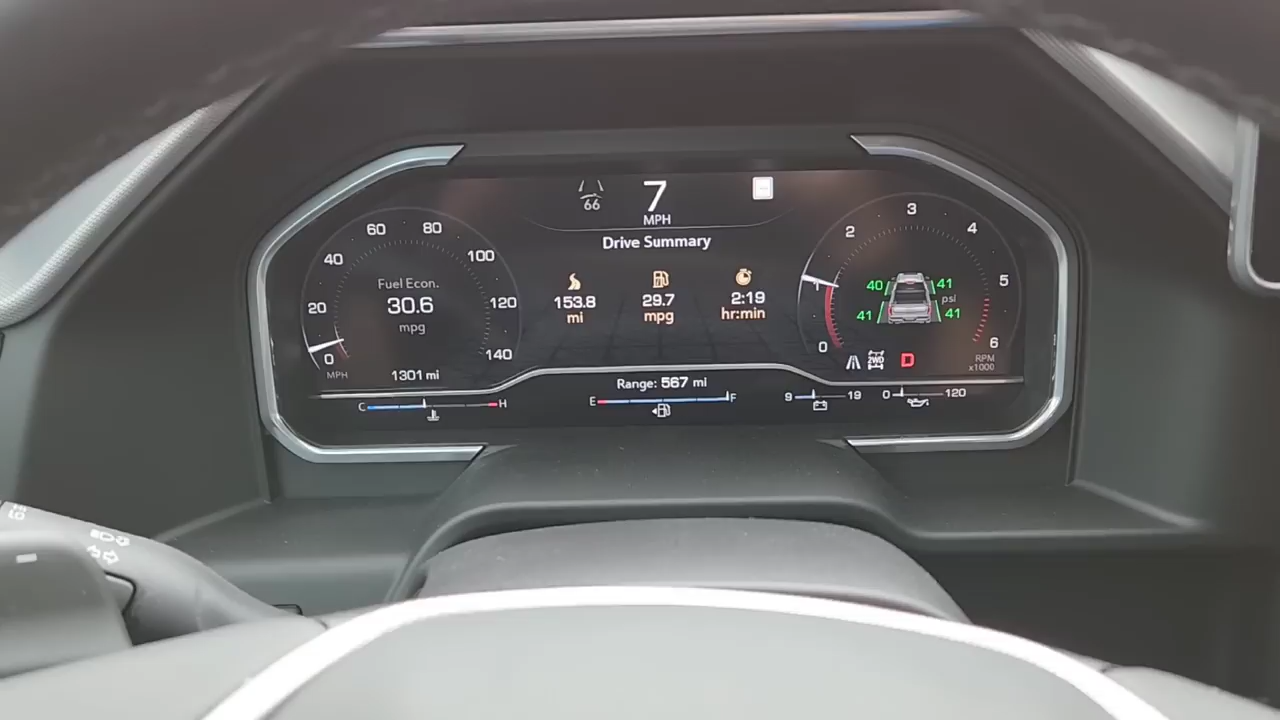 66
7
MPH
Drive Summary
153.8
mi
29.7
mpg
2:19
hr:min
0
20
40
60
80
100
120
140
MPH
Fuel Econ.
30.6
mpg
1301 mi
0
1
2
3
4
5
6
RPM
x1000
40
41
psi
41
41
2WD
D
Range: 567 mi
C
H
E
F
9
19
0
120